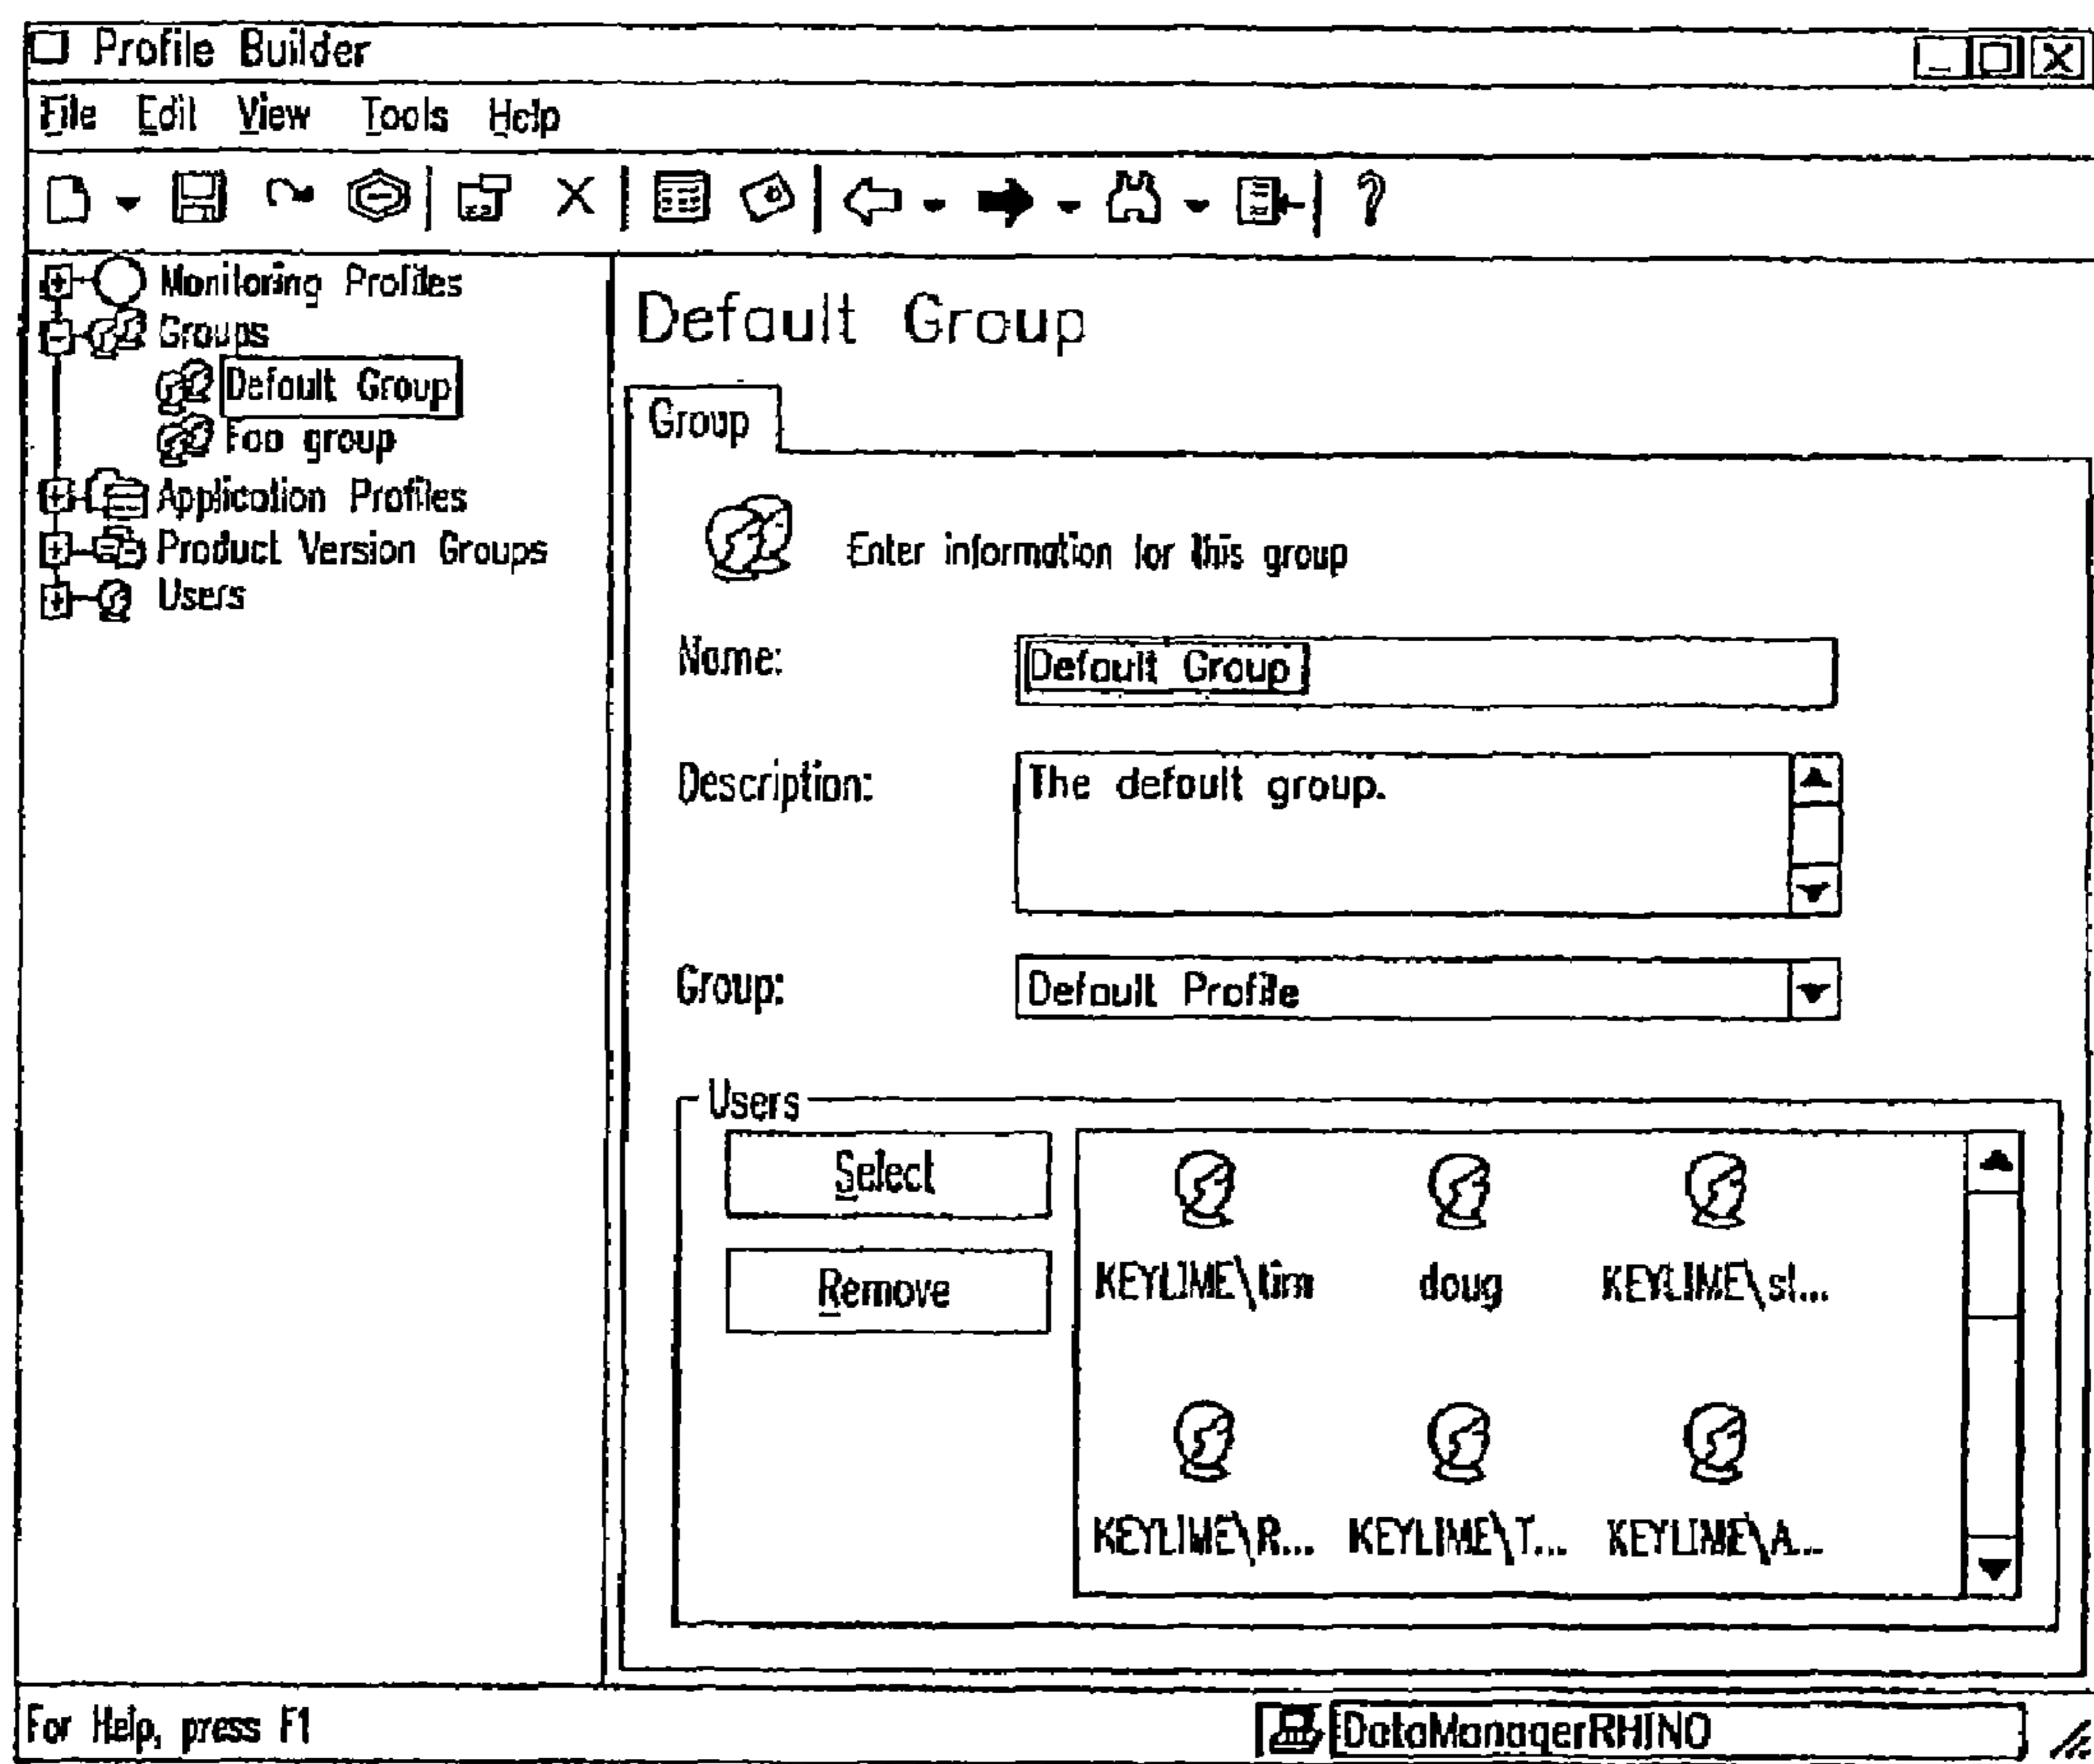 Profile Builder
File Edit View Tools Help
Monitoring Profiles
Groups
Default Group
Foo group
Application Profiles
Product Version Groups
Users
Default Group
Group
Enter information for this group
Name: Default Group
Description: The default group.
Group: Default Profile
Users
Select
Remove
KEYLIME\tim doug KEYLIME\st...
KEYLIME\R... KEYLIME\T... KEYLIME\A...
For Help, press F1 DataManagerRHINO